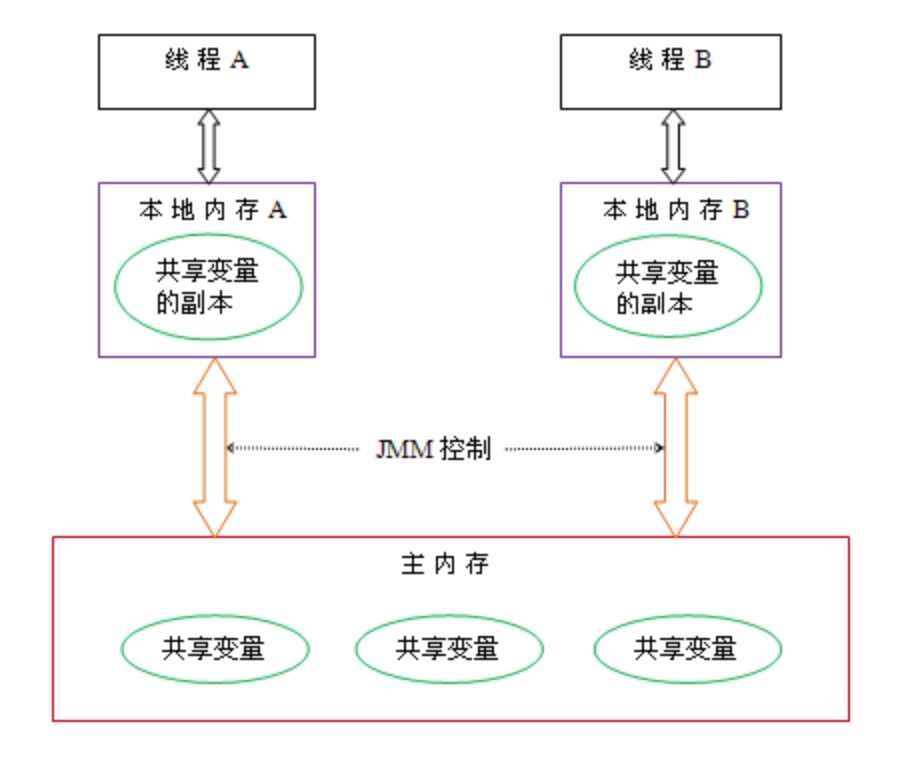 线程 A
线程 B
本地内存 A
本地内存 B
共享变量
的副本
共享变量
的副本
JMM 控制
主内存
共享变量
共享变量
共享变量